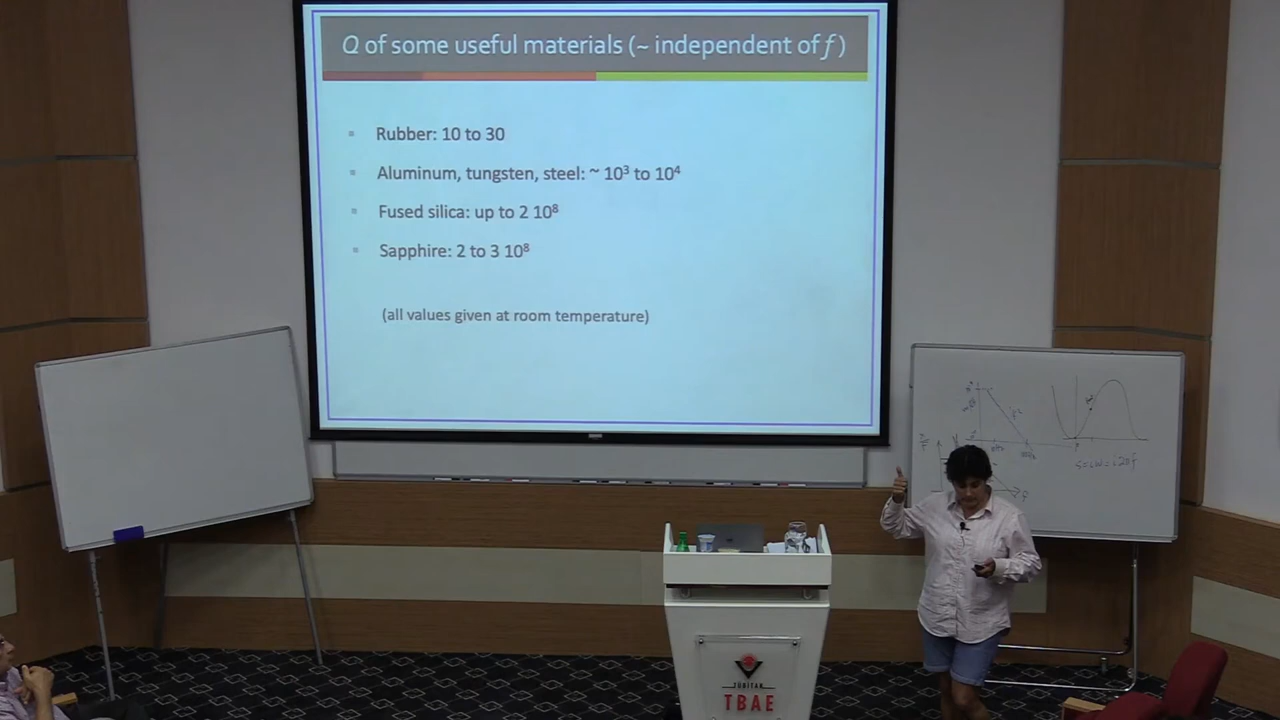 Q of some useful materials (~ independent of f)
▪ Rubber: 10 to 30
▪ Aluminum, tungsten, steel: ~ 10³ to 10⁴
▪ Fused silica: up to 2 10⁸
▪ Sapphire: 2 to 3 10⁸
(all values given at room temperature)
TÜBİTAK
TBAE